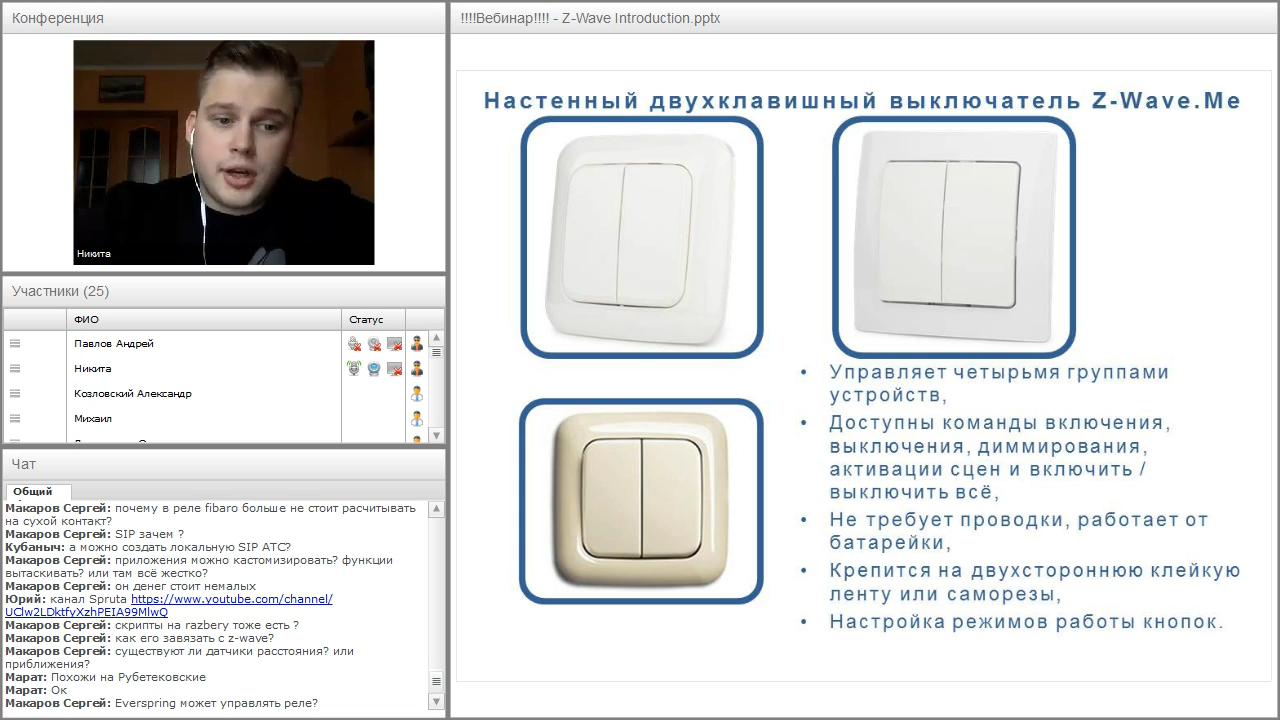 Конференция
Никита
Участники (25)
ФИО
Статус
Павлов Андрей
Никита
Козловский Александр
Михаил
Чат
Общий
Макаров Сергей: почему в реле fibaro больше не стоит расчитывать
на сухой контакт?
Макаров Сергей: SIP зачем ?
Кубаныч: а можно создать локальную SIP АТС?
Макаров Сергей: приложения можно кастомизировать? функции
вытаскивать? или там всё жестко?
Макаров Сергей: он денег стоит немалых
Юрий: канал Spruta https://www.youtube.com/channel/
UClw2LDktfyXzhPEIA99MlwQ
Макаров Сергей: скрипты на razbery тоже есть ?
Макаров Сергей: как его завязать с z-wave?
Макаров Сергей: существуют ли датчики расстояния? или
приближения?
Марат: Похожи на Рубетековские
Марат: Ок
Макаров Сергей: Everspring может управлять реле?
!!!!Вебинар!!!! - Z-Wave Introduction.pptx
Настенный двухклавишный выключатель Z-Wave.Me
• Управляет четырьмя группами
устройств,
• Доступны команды включения,
выключения, диммирования,
активации сцен и включить /
выключить всё,
• Не требует проводки, работает от
батарейки,
• Крепится на двухстороннюю клейкую
ленту или саморезы,
• Настройка режимов работы кнопок.